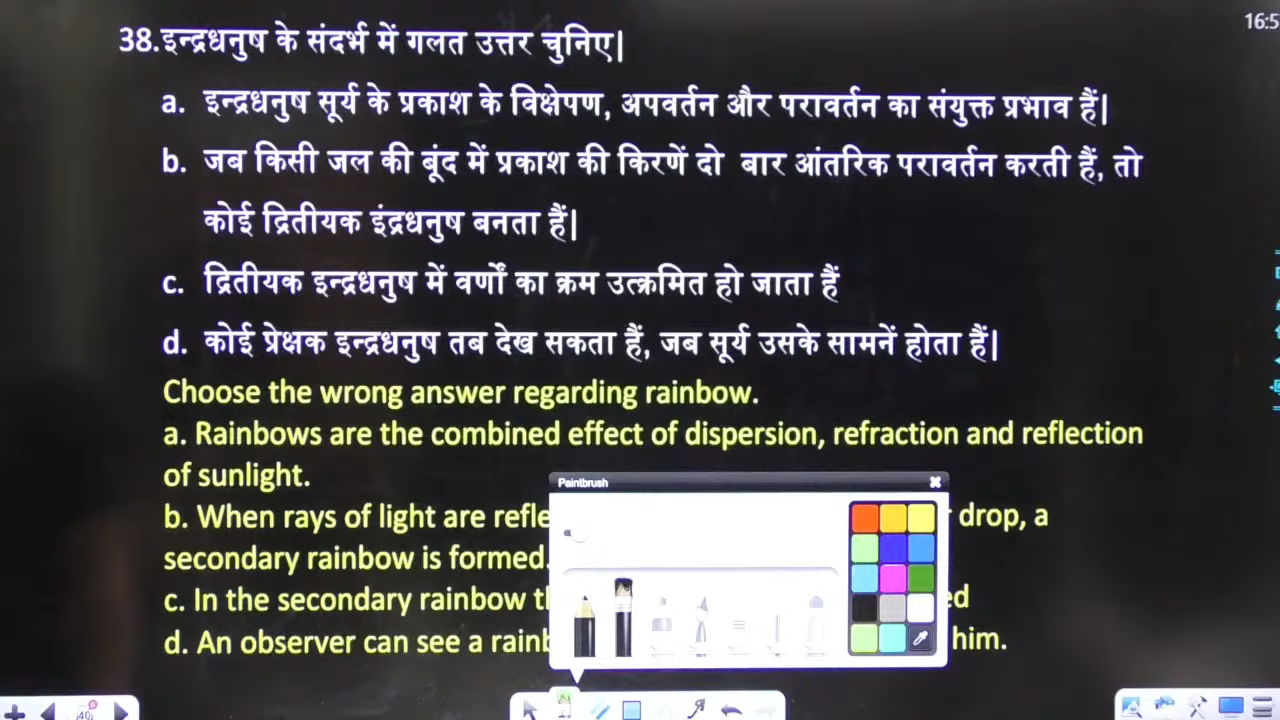 16:5
38.इन्द्रधनुष के संदर्भ में गलत उत्तर चुनिए|
a. इन्द्रधनुष सूर्य के प्रकाश के विक्षेपण, अपवर्तन और परावर्तन का संयुक्त प्रभाव हैं|
b. जब किसी जल की बूंद में प्रकाश की किरणें दो बार आंतरिक परावर्तन करती हैं, तो
कोई द्वितीयक इंद्रधनुष बनता हैं|
c. द्वितीयक इन्द्रधनुष में वर्णों का क्रम उत्क्रमित हो जाता हैं
d. कोई प्रेक्षक इन्द्रधनुष तब देख सकता हैं, जब सूर्य उसके सामनें होता हैं|
Choose the wrong answer regarding rainbow.
a. Rainbows are the combined effect of dispersion, refraction and reflection
of sunlight.
Paintbrush
b. When rays of light are refle drop, a
secondary rainbow is formed.
c. In the secondary rainbow ed
d. An observer can see a rainb him.
40